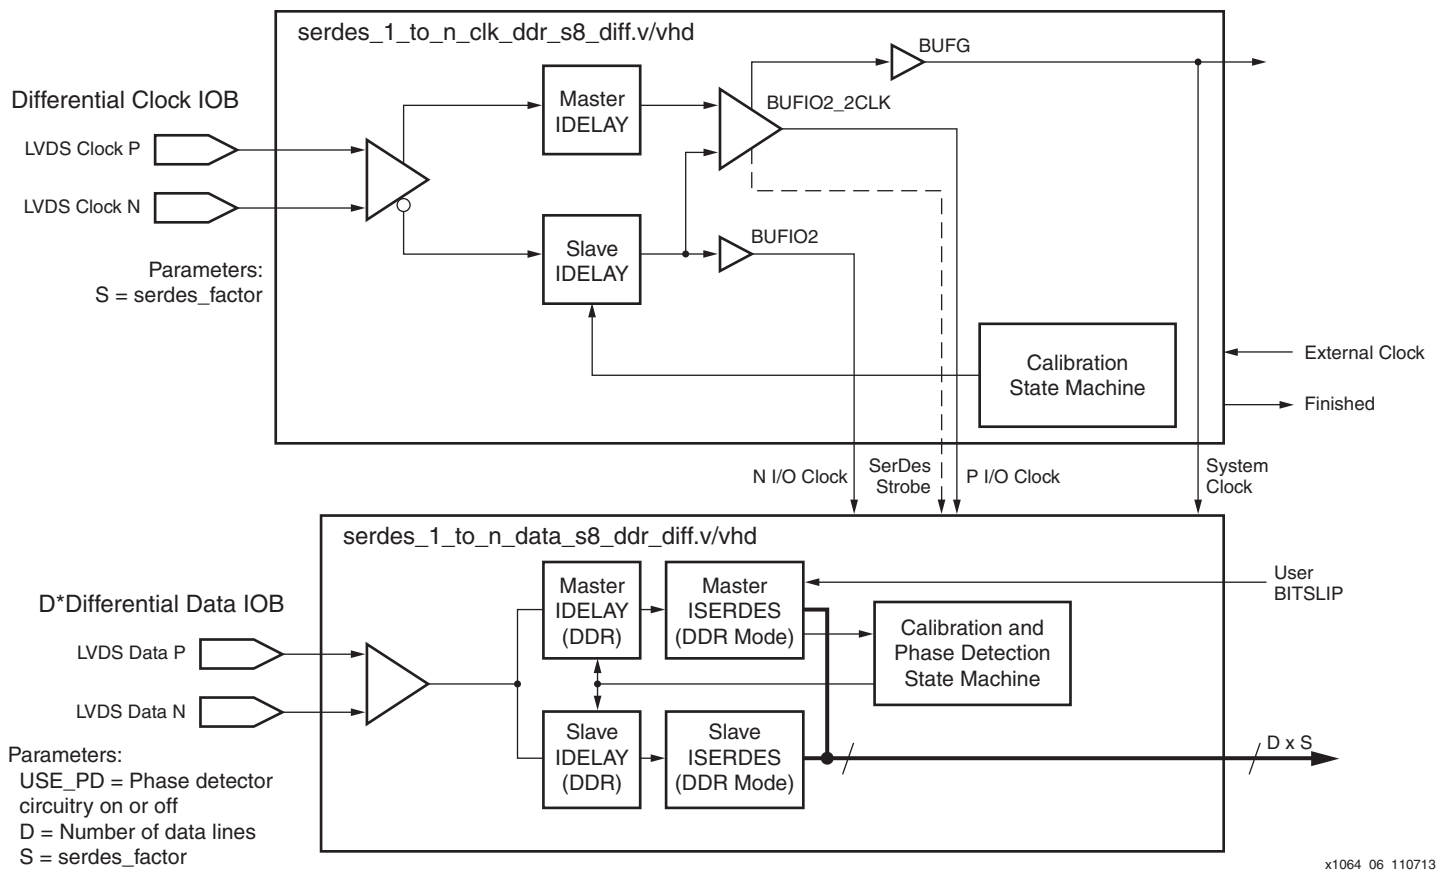 serdes_1_to_n_clk_ddr_s8_diff.v/vhd
BUFG
Differential Clock IOB
Master
IDELAY
BUFIO2_2CLK
LVDS Clock P
LVDS Clock N
Slave
IDELAY
BUFIO2
Parameters:
S = serdes_factor
Calibration
State Machine
External Clock
Finished
N I/O Clock
SerDes
Strobe
P I/O Clock
System
Clock
serdes_1_to_n_data_s8_ddr_diff.v/vhd
D*Differential Data IOB
Master
IDELAY
(DDR)
Master
ISERDES
(DDR Mode)
User
BITSLIP
Calibration and
Phase Detection
State Machine
LVDS Data P
LVDS Data N
Slave
IDELAY
(DDR)
Slave
ISERDES
(DDR Mode)
D x S
Parameters:
USE_PD = Phase detector
circuitry on or off
D = Number of data lines
S = serdes_factor
x1064_06_110713